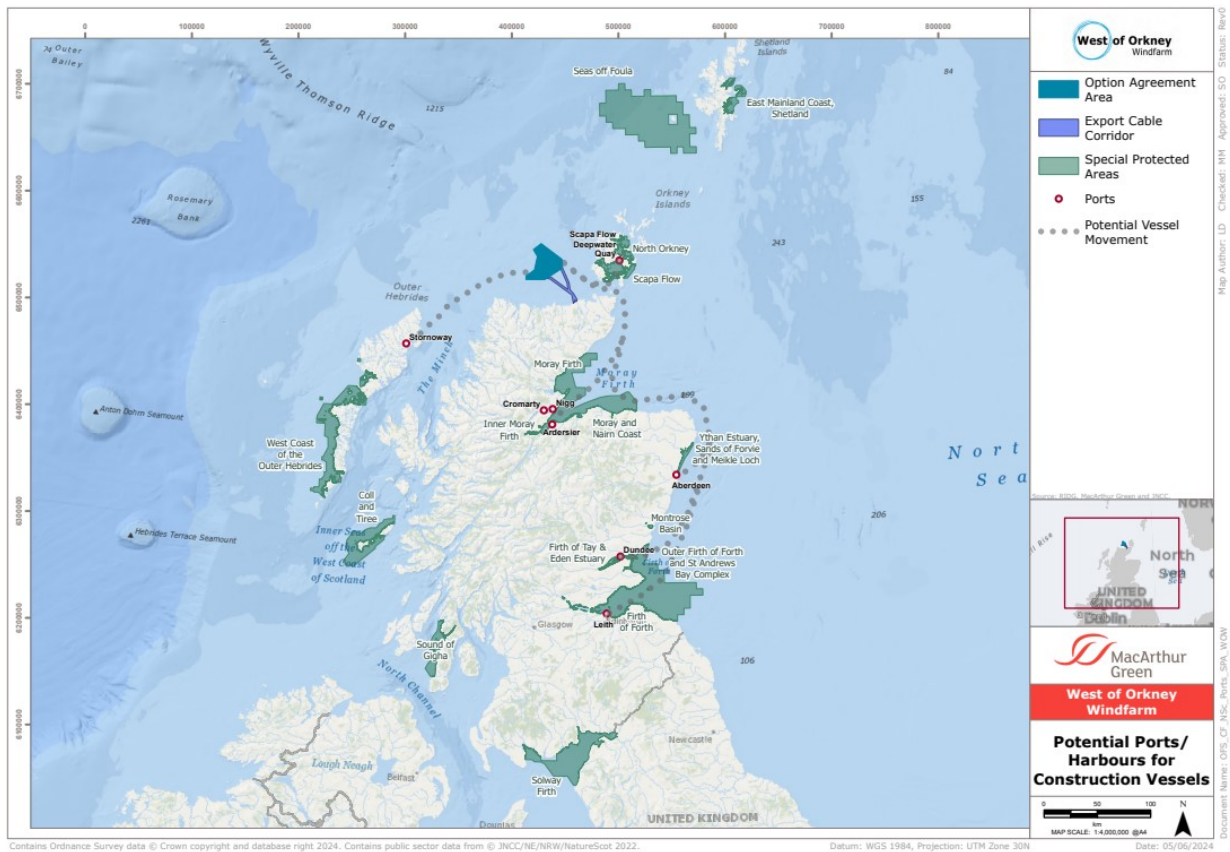 0
100000
200000
300000
400000
500000
600000
700000
800000
6700000
6600000
6500000
6400000
6300000
6200000
6100000
Outer
Bailey
Wyville Thomson Ridge
1215
Seas off Foula
Shetland
Islands
84
East Mainland Coast,
Shetland
Rosemary
Bank
2261
Orkney
Islands
155
Scapa Flow
Deepwater
Quay
North Orkney
Scapa Flow
243
Outer
Hebrides
Stornoway
The Minch
Moray Firth
Moray
Firth
Cromarty
Nigg
Inner Moray
Firth
Ardersier
Moray and
Nairn Coast
Anton Dohrn Seamount
West Coast
of the
Outer Hebrides
Ythan Estuary,
Sands of Forvie
and Meikle Loch
Aberdeen
North
Sea
206
Hebrides Terrace Seamount
Coll
and
Tiree
Inner Seas
off the
West Coast
of Scotland
Montrose
Basin
Firth of Tay &
Eden Estuary
Dundee
Outer Firth of Forth
and St Andrews
Bay Complex
Leith
Firth
of Forth
Glasgow
Sound of
Gigha
North Channel
106
Newcastle
Lough Neagh
Belfast
Solway
Firth
Douglas
UNITED KINGDOM
West of Orkney
Windfarm
Option Agreement
Area
Export Cable
Corridor
Special Protected
Areas
Ports
Potential Vessel
Movement
Source: RIDG, MacArthur Green and JNCC.
North
Sea
UNITED
KINGDOM
Dublin
MacArthur
Green
West of Orkney
Windfarm
Potential Ports/
Harbours for
Construction Vessels
0 50 100
km
MAP SCALE: 1:4,000,000 @A4
N
Contains Ordnance Survey data © Crown copyright and database right 2024. Contains public sector data from © JNCC/NE/NRW/NatureScot 2022.
Datum: WGS 1984, Projection: UTM Zone 30N
Date: 05/06/2024
Map Author: LD Checked: MM Approved: SO Status: Rev0
Document Name: OPS_CF_NSc_Ports_SPA_WOW